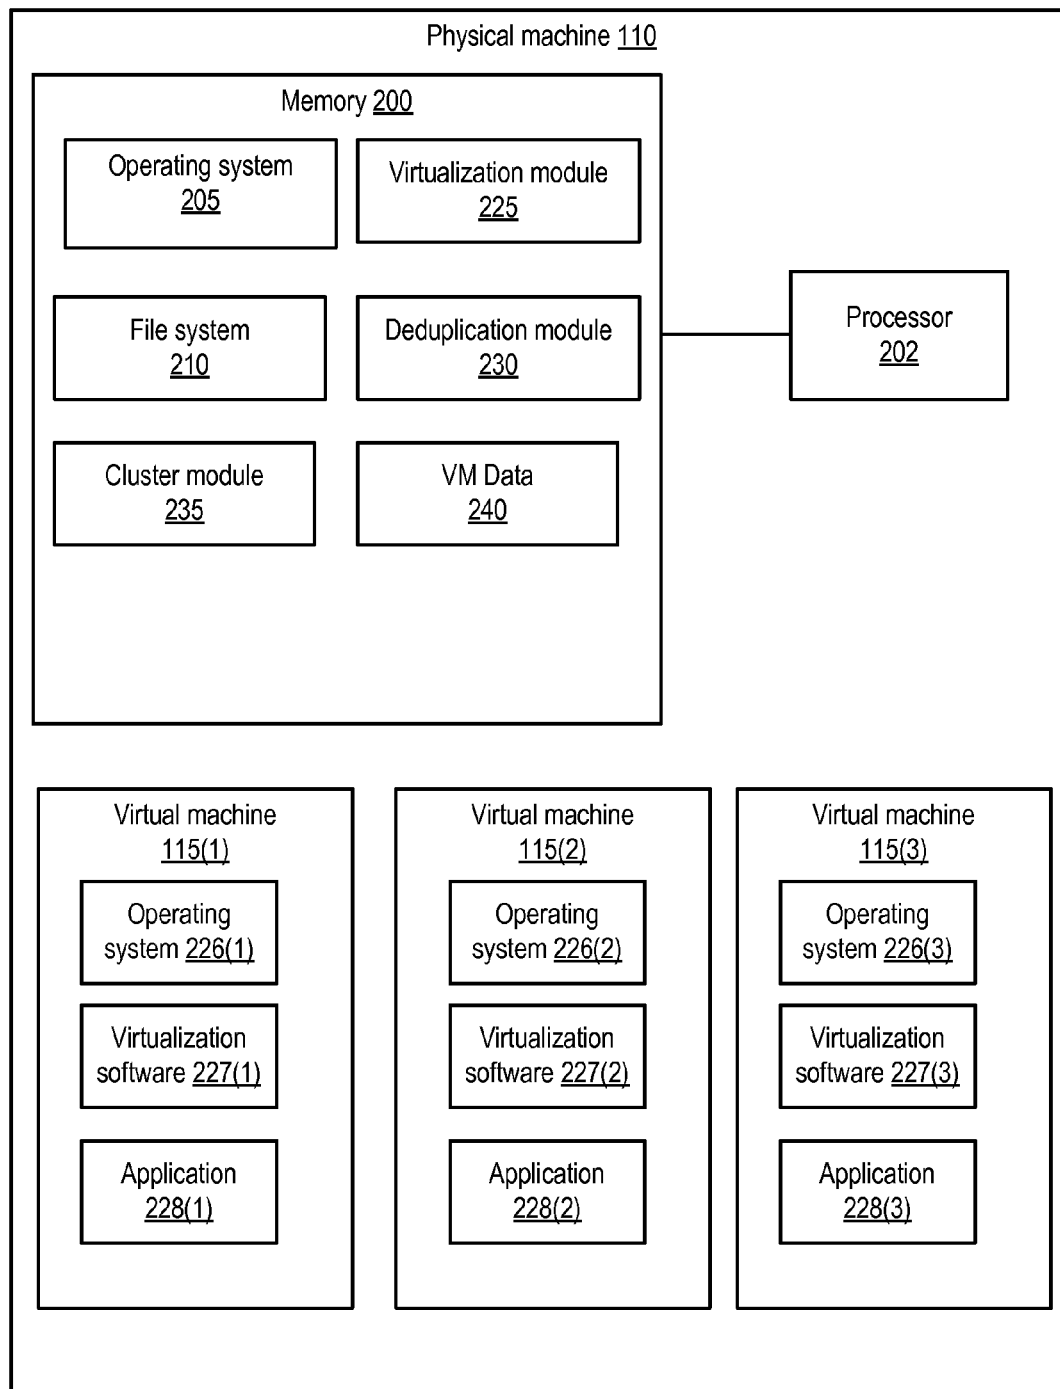 Physical machine 110
Memory 200
Operating system
205
Virtualization module
225
File system
210
Deduplication module
230
Processor
202
Cluster module
235
VM Data
240
Virtual machine
115(1)
Operating
system 226(1)
Virtualization
software 227(1)
Application
228(1)
Virtual machine
115(2)
Operating
system 226(2)
Virtualization
software 227(2)
Application
228(2)
Virtual machine
115(3)
Operating
system 226(3)
Virtualization
software 227(3)
Application
228(3)